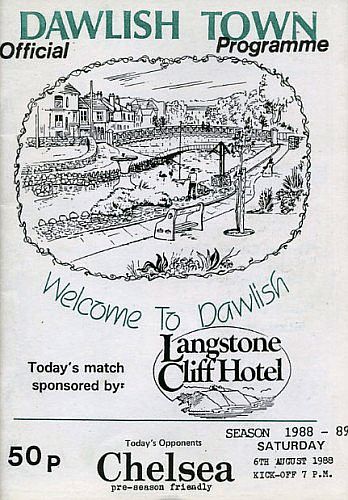 DAWLISH TOWN
Official Programme
Welcome To Dawlish
Today's match
sponsored by:
Langstone
Cliff Hotel
SEASON 1988 - 89
SATURDAY
6TH AUGUST 1988
KICK-OFF 7 P.M.
50p
Today's Opponents
Chelsea
pre-season friendly